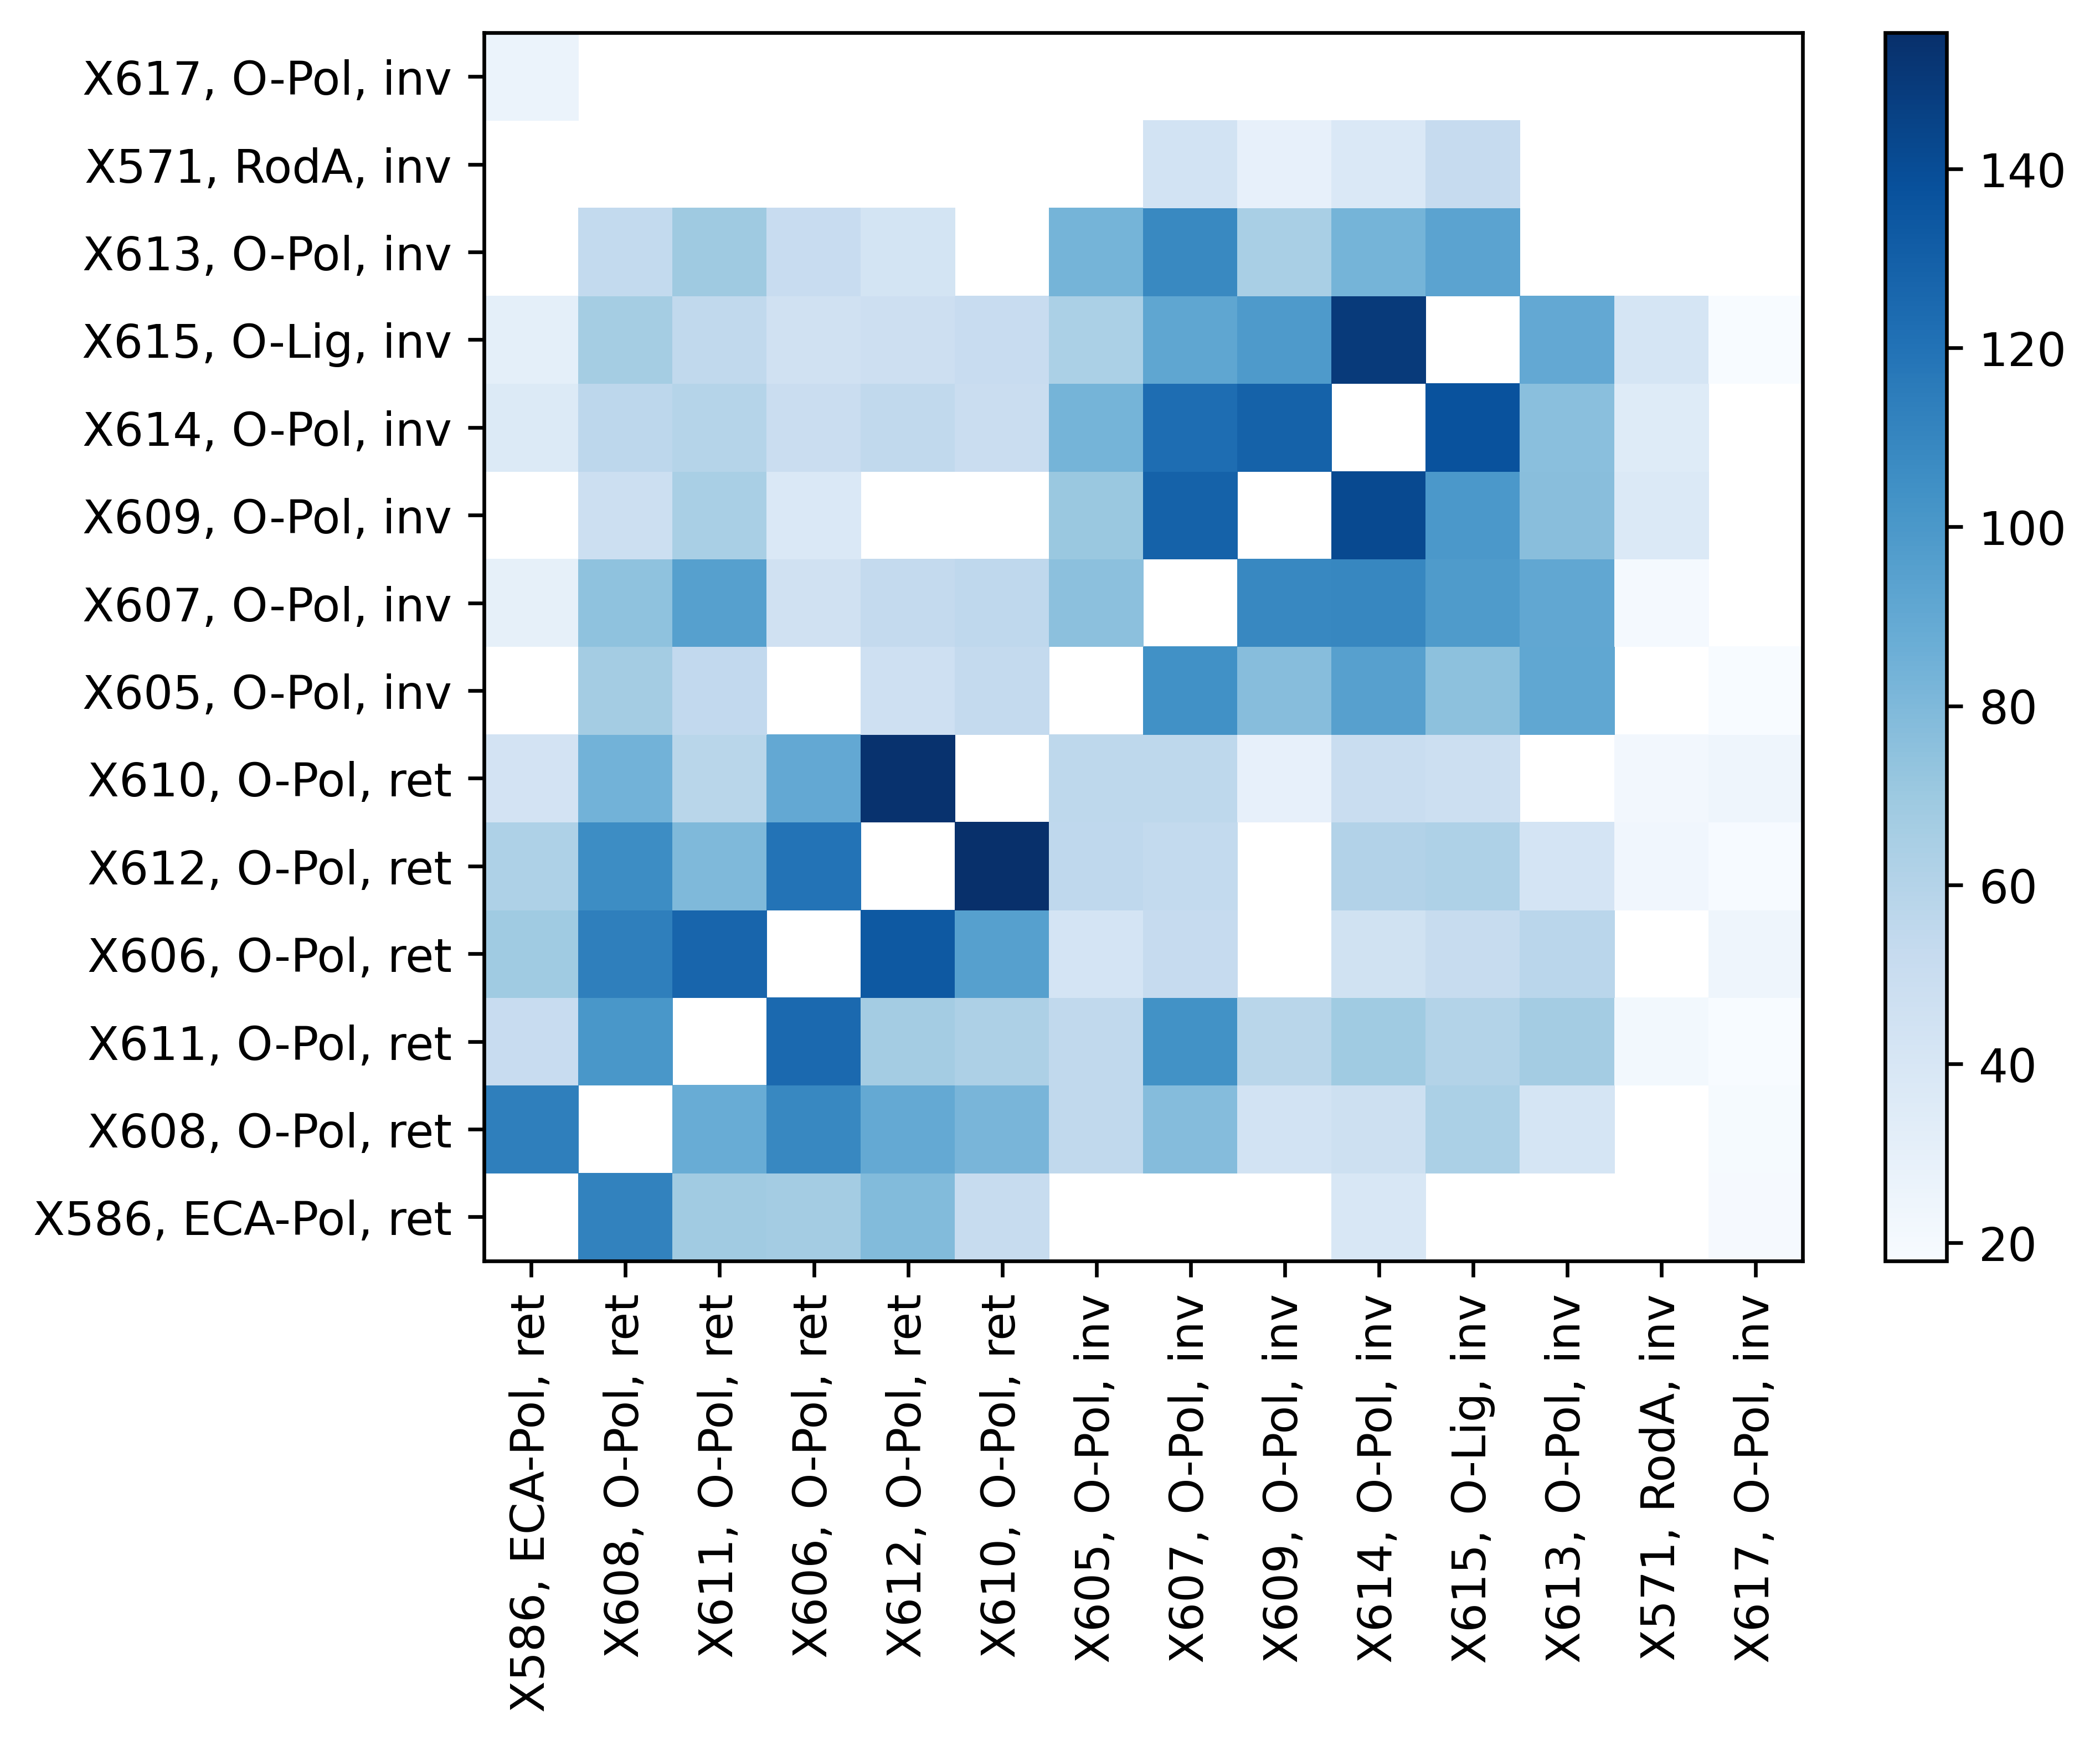 X617, O-Pol, inv
X571, RodA, inv
X613, O-Pol, inv
X615, O-Lig, inv
X614, O-Pol, inv
X609, O-Pol, inv
X607, O-Pol, inv
X605, O-Pol, inv
X610, O-Pol, ret
X612, O-Pol, ret
X606, O-Pol, ret
X611, O-Pol, ret
X608, O-Pol, ret
X586, ECA-Pol, ret
X586, ECA-Pol, ret
X608, O-Pol, ret
X611, O-Pol, ret
X606, O-Pol, ret
X612, O-Pol, ret
X610, O-Pol, ret
X605, O-Pol, inv
X607, O-Pol, inv
X609, O-Pol, inv
X614, O-Pol, inv
X615, O-Lig, inv
X613, O-Pol, inv
X571, RodA, inv
X617, O-Pol, inv
140
120
100
80
60
40
20